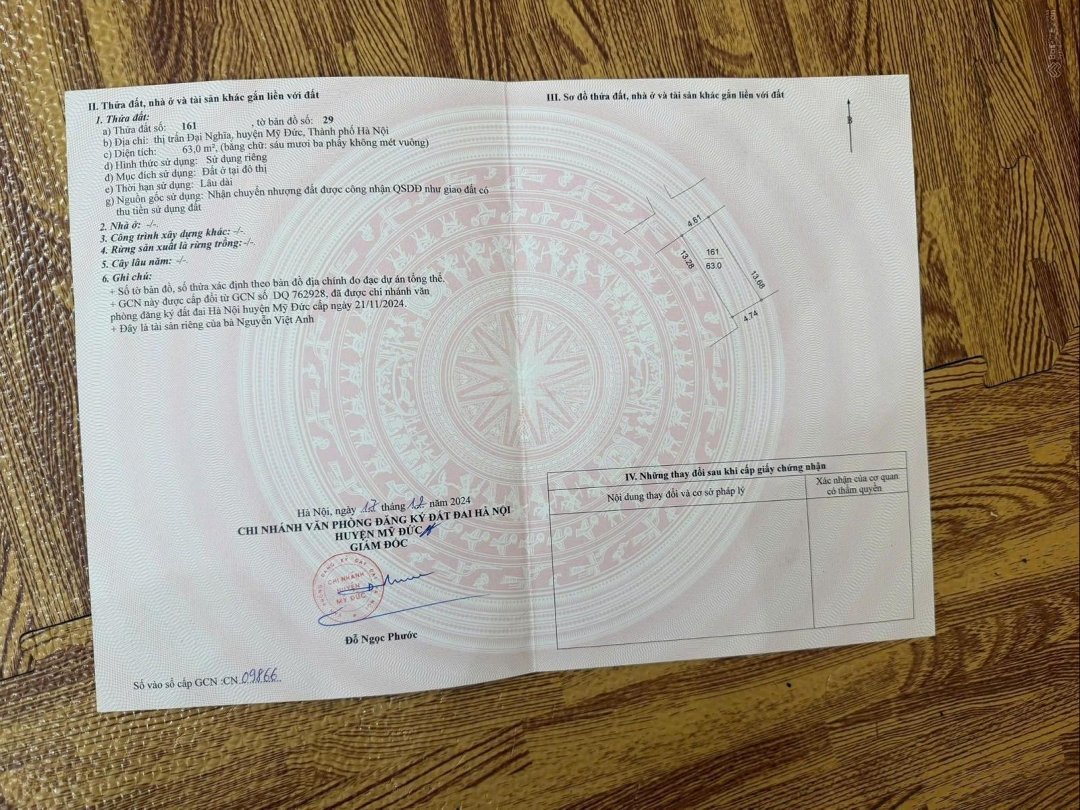 II. Thửa đất, nhà ở và tài sản khác gắn liền với đất
1. Thửa đất:
a) Thửa đất số: 161 , tờ bản đồ số: 29
b) Địa chỉ: thị trấn Đại Nghĩa, huyện Mỹ Đức, Thành phố Hà Nội
c) Diện tích: 63,0 m², (bằng chữ: sáu mươi ba phảy không mét vuông)
d) Hình thức sử dụng: Sử dụng riêng
đ) Mục đích sử dụng: Đất ở tại đô thị
e) Thời hạn sử dụng: Lâu dài
g) Nguồn gốc sử dụng: Nhận chuyển nhượng đất được công nhận QSDĐ như giao đất có
thu tiền sử dụng đất
2. Nhà ở: -/-.
3. Công trình xây dựng khác: -/-.
4. Rừng sản xuất là rừng trồng: -/-.
5. Cây lâu năm: -/-.
6. Ghi chú:
+ Số tờ bản đồ, số thửa xác định theo bản đồ địa chính đo đạc dự án tổng thể.
+ GCN này được cấp đổi từ GCN số DQ 762928, đã được chi nhánh văn
phòng đăng ký đất đai Hà Nội huyện Mỹ Đức cấp ngày 21/11/2024.
+ Đây là tài sản riêng của bà Nguyễn Việt Anh
Hà Nội, ngày 17 tháng 12 năm 2024
CHI NHÁNH VĂN PHÒNG ĐĂNG KÝ ĐẤT ĐAI HÀ NỘI
HUYỆN MỸ ĐỨC
GIÁM ĐỐC
CHI NHÁNH
HUYỆN
MỸ ĐỨC
Đỗ Ngọc Phước
Số vào sổ cấp GCN :CN 09866
III. Sơ đồ thửa đất, nhà ở và tài sản khác gắn liền với đất
B
4.61
161
63.0
13.28
13.68
4.74
IV. Những thay đổi sau khi cấp giấy chứng nhận
Nội dung thay đổi và cơ sở pháp lý
Xác nhận của cơ quan
có thẩm quyền